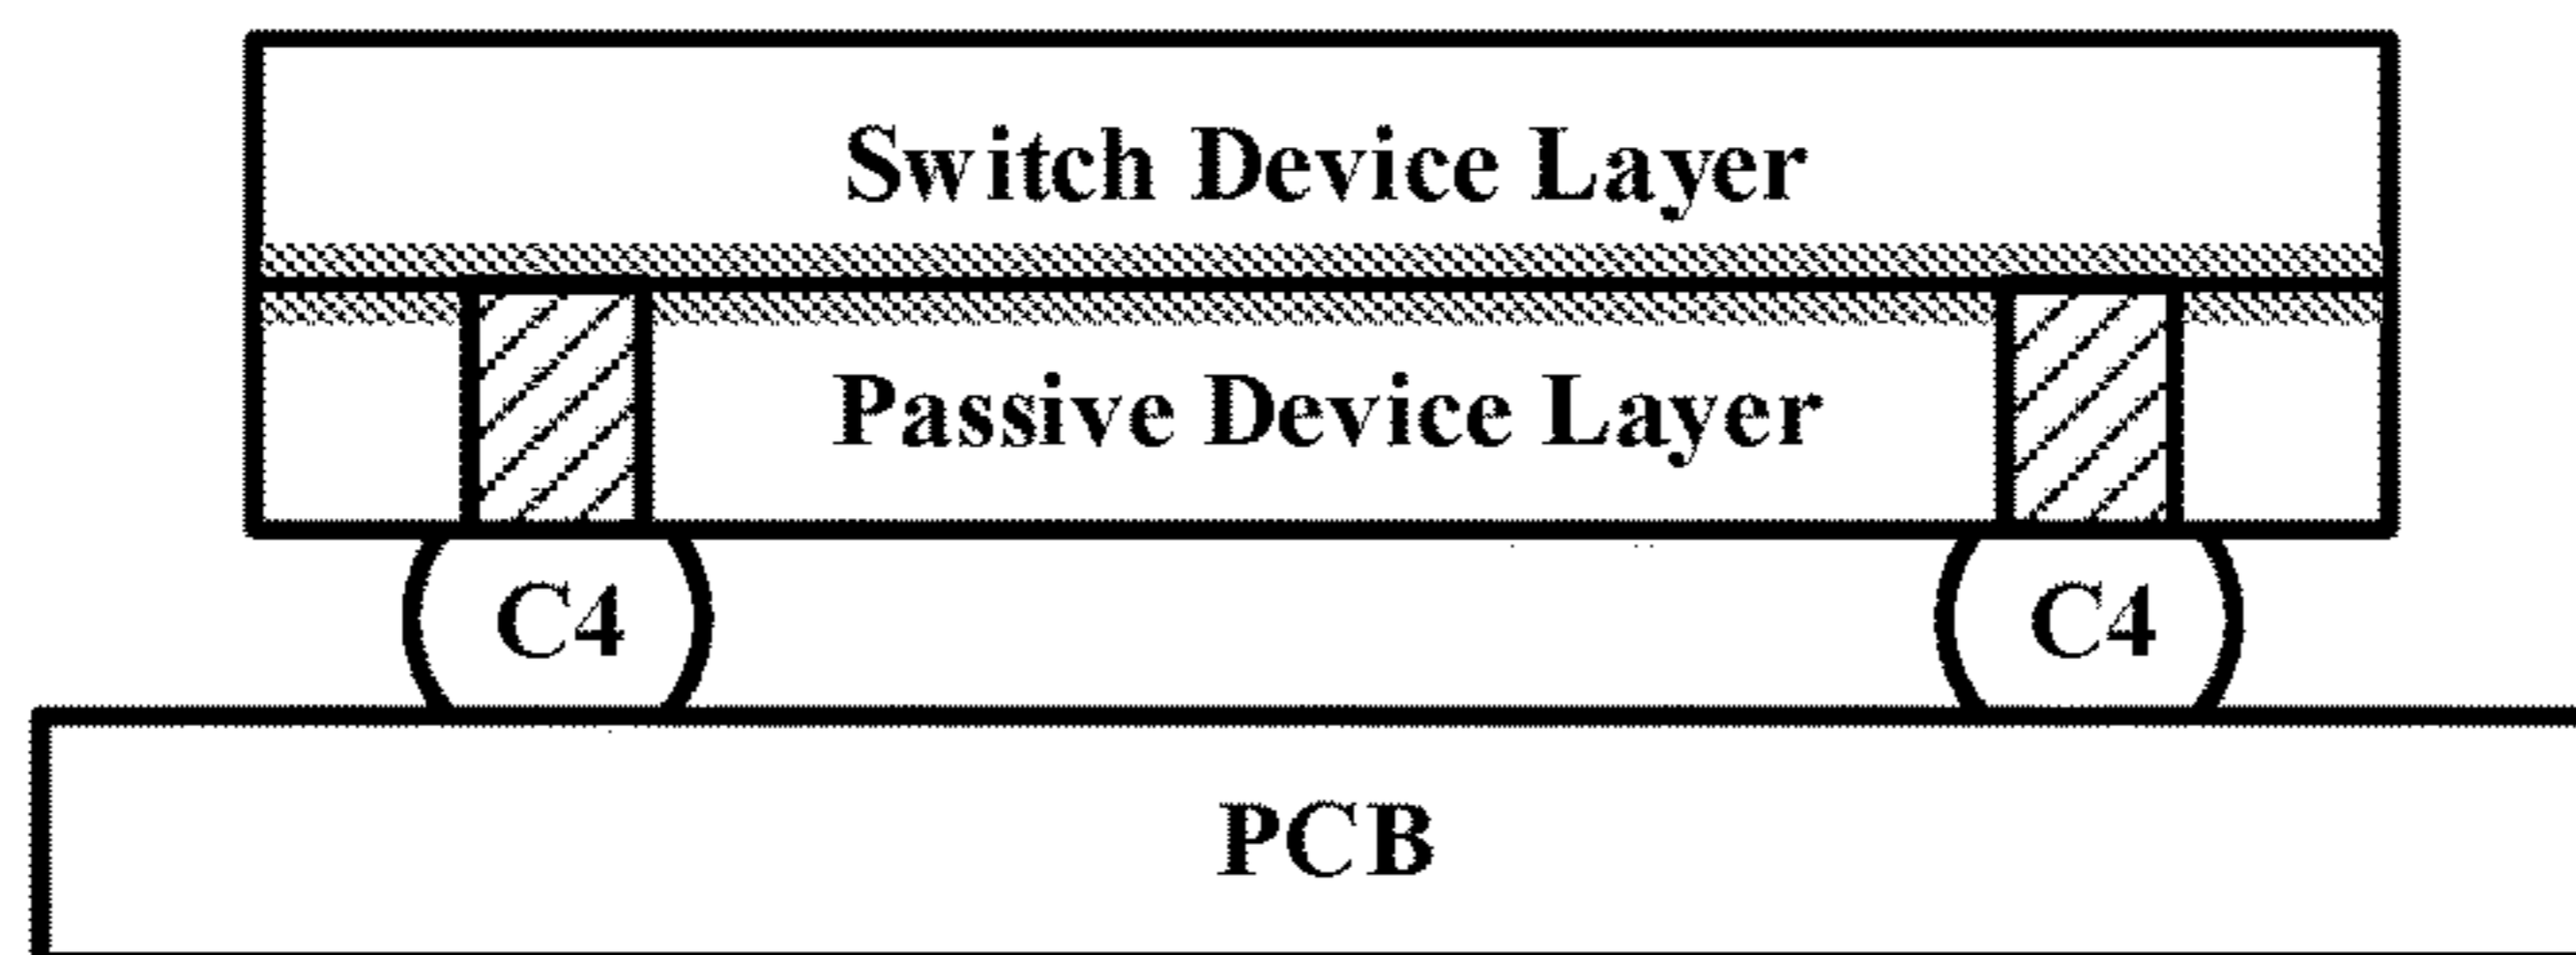 Switch Device Layer
Passive Device Layer
C4 C4
PCB